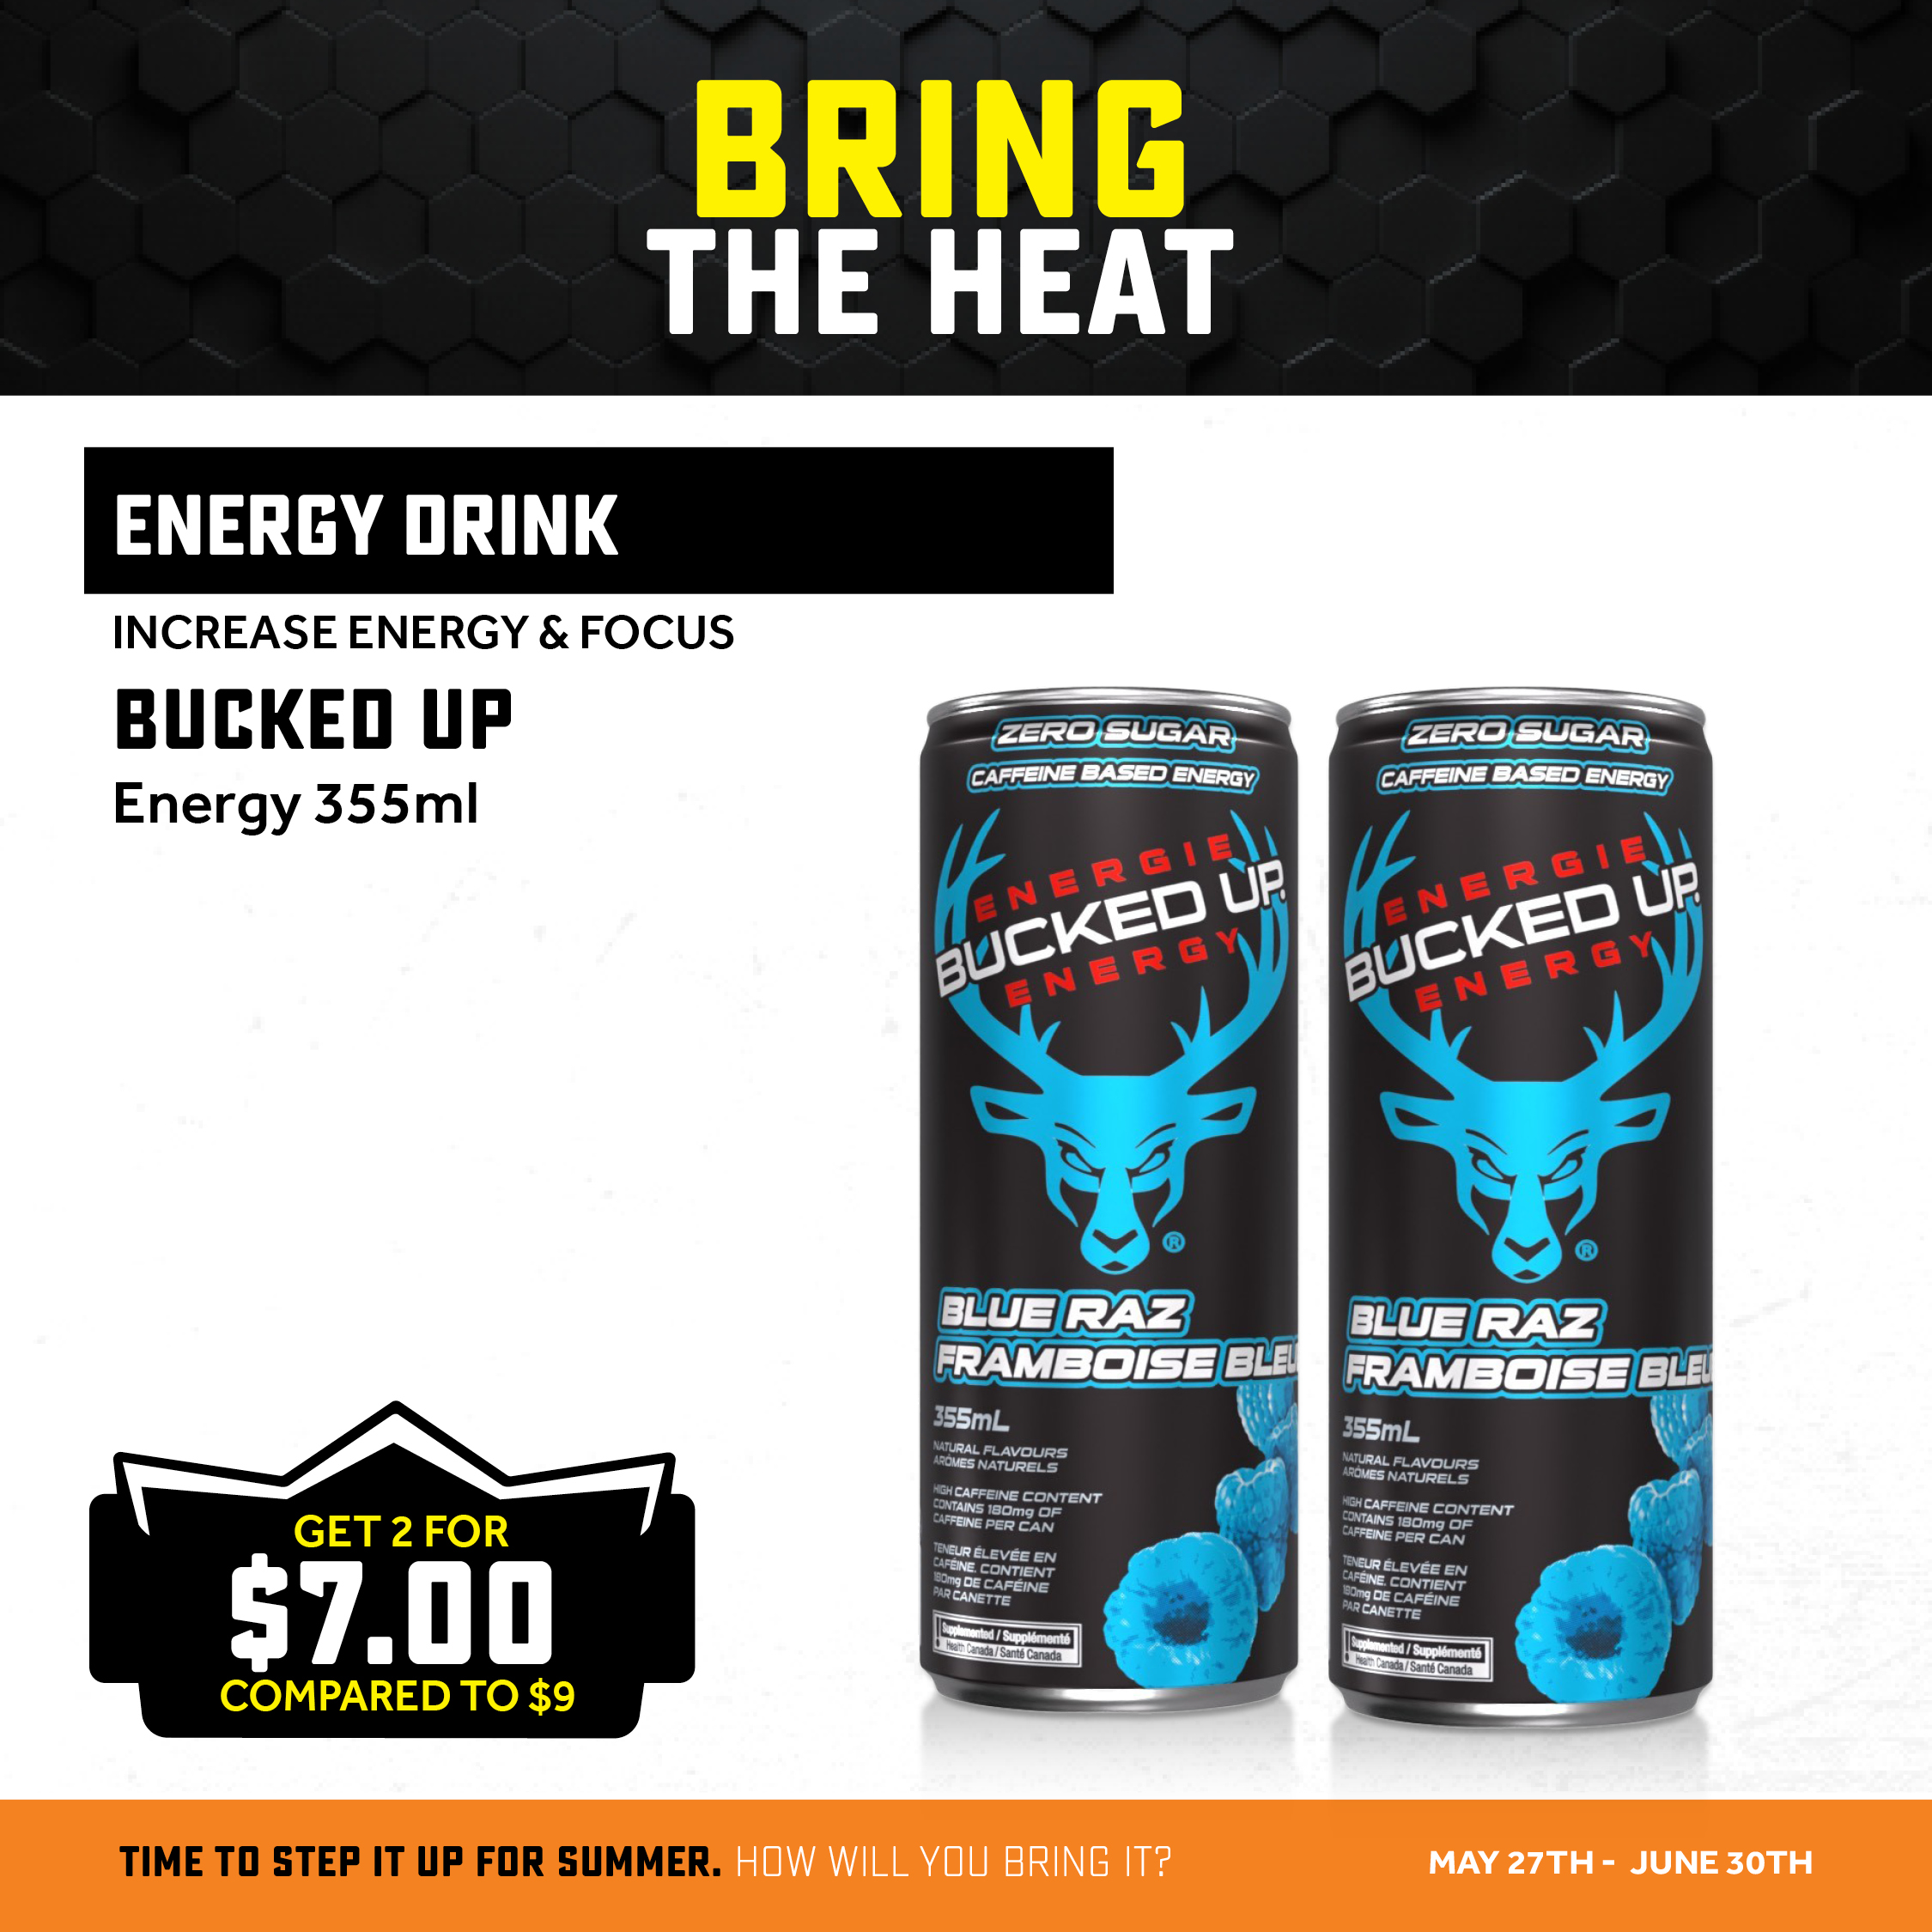 BRING
THE HEAT
ENERGY DRINK
INCREASE ENERGY & FOCUS
BUCKED UP
Energy 355ml
ZERO SUGAR
CAFFEINE BASED ENERGY
ENERGIE
BUCKED UP.
ENERGY
®
BLUE RAZ
FRAMBOISE BLEU
355mL
NATURAL FLAVOURS
ARÔMES NATURELS
HIGH CAFFEINE CONTENT
CONTAINS 180mg OF
CAFFEINE PER CAN
TENEUR ÉLEVÉE EN
CAFÉINE. CONTIENT
180mg DE CAFÉINE
PAR CANETTE
Supplemented / Supplémenté
Health Canada / Santé Canada
ZERO SUGAR
CAFFEINE BASED ENERGY
ENERGIE
BUCKED UP.
ENERGY
®
BLUE RAZ
FRAMBOISE BLEU
355mL
NATURAL FLAVOURS
ARÔMES NATURELS
HIGH CAFFEINE CONTENT
CONTAINS 180mg OF
CAFFEINE PER CAN
TENEUR ÉLEVÉE EN
CAFÉINE. CONTIENT
180mg DE CAFÉINE
PAR CANETTE
Supplemented / Supplémenté
Health Canada / Santé Canada
GET 2 FOR
$7.00
COMPARED TO $9
TIME TO STEP IT UP FOR SUMMER. HOW WILL YOU BRING IT?
MAY 27TH - JUNE 30TH